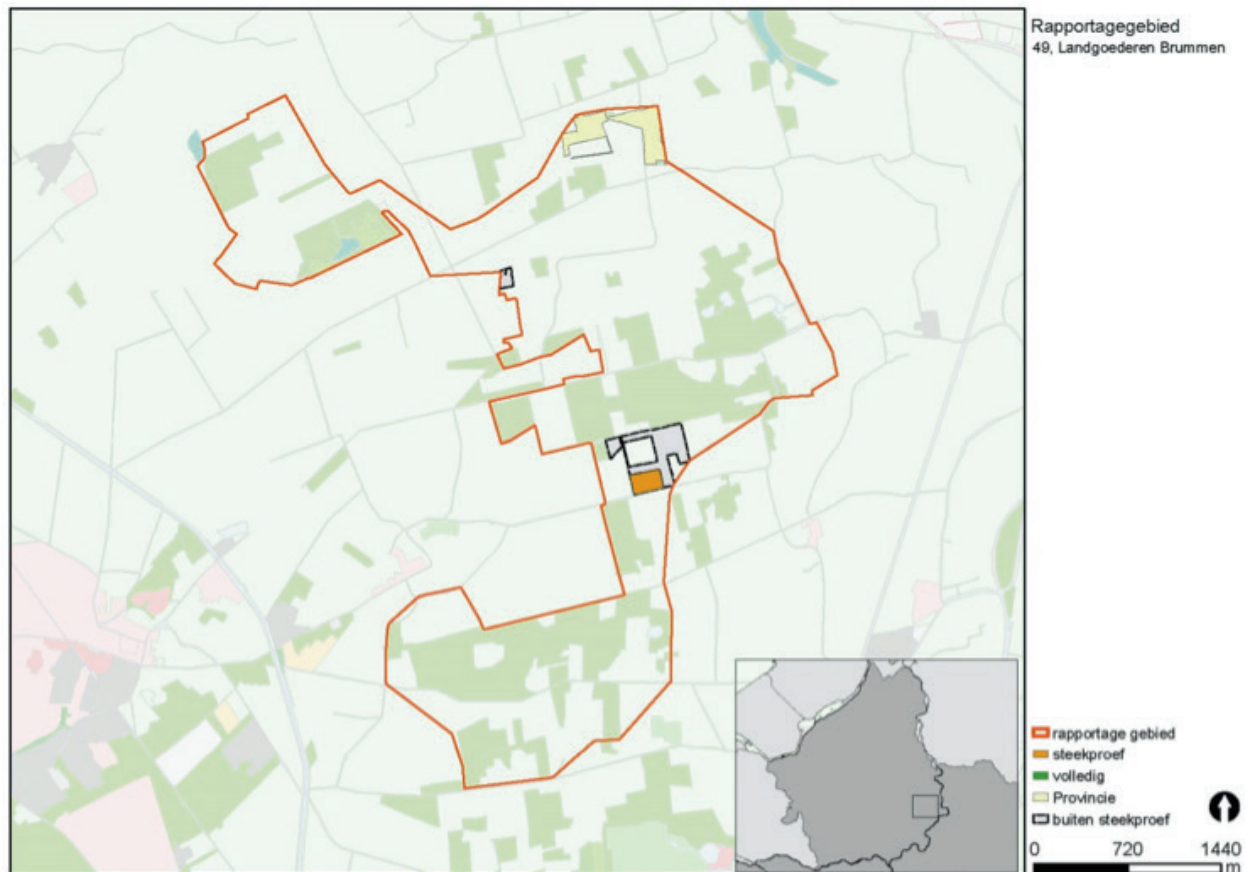 Rapportagegebied
49, Landgoederen Brummen
rapportage gebied
steekproef
volledig
Provincie
buiten steekproef
0 720 1440
m